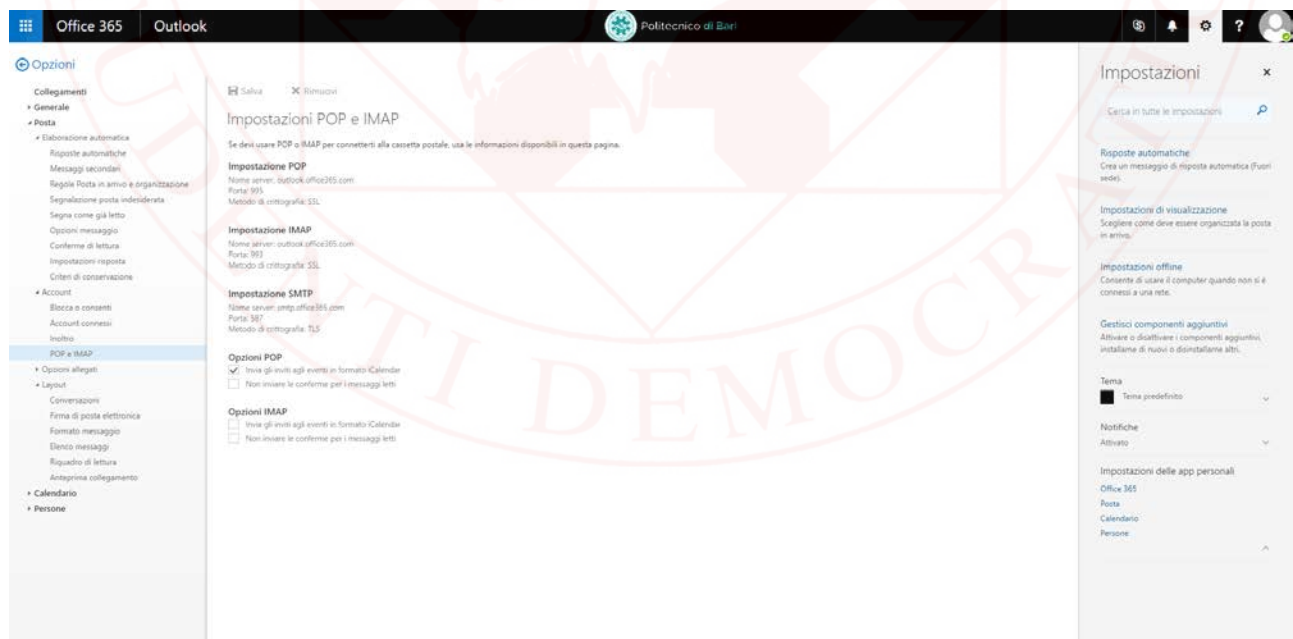 Office 365
Outlook
Politecnico di Bari
?
Opzioni
Collegamenti
Generale
Posta
Elaborazione automatica
Risposte automatiche
Messaggi secondari
Regole Posta in arrivo e organizzazione
Segnalazione posta indesiderata
Segna come già letto
Opzioni messaggio
Conferme di lettura
Impostazioni risposta
Criteri di conservazione
Account
Blocca o consenti
Account connessi
Inoltro
POP e IMAP
Opzioni allegati
Layout
Conversazioni
Firma di posta elettronica
Formato messaggio
Elenco messaggi
Riquadro di lettura
Anteprima collegamento
Calendario
Persone
Salva
Rimuovi
Impostazioni POP e IMAP
Se devi usare POP o IMAP per connetterti alla cassetta postale, usa le informazioni disponibili in questa pagina.
Impostazione POP
Nome server: outlook.office365.com
Porta: 995
Metodo di crittografia: SSL
Impostazione IMAP
Nome server: outlook.office365.com
Porta: 993
Metodo di crittografia: SSL
Impostazione SMTP
Nome server: smtp.office365.com
Porta: 587
Metodo di crittografia: TLS
Opzioni POP
Invia gli inviti agli eventi in formato iCalendar
Non inviare le conferme per i messaggi letti
Opzioni IMAP
Invia gli inviti agli eventi in formato iCalendar
Non inviare le conferme per i messaggi letti
Impostazioni
Cerca in tutte le impostazioni
Risposte automatiche
Crea un messaggio di risposta automatica (Fuori
sede).
Impostazioni di visualizzazione
Scegliere come deve essere organizzata la posta
in arrivo.
Impostazioni offline
Consente di usare il computer quando non si è
connessi a una rete.
Gestisci componenti aggiuntivi
Attivare o disattivare i componenti aggiuntivi,
installarne di nuovi o disinstallarne altri.
Tema
Tema predefinito
Notifiche
Attivato
Impostazioni delle app personali
Office 365
Posta
Calendario
Persone
DEMOCRATI